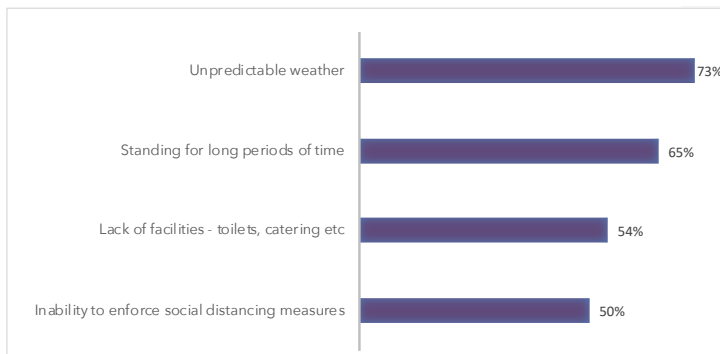 Unpredictable weather 73%
Standing for long periods of time 65%
Lack of facilities - toilets, catering etc 54%
Inability to enforce social distancing measures 50%